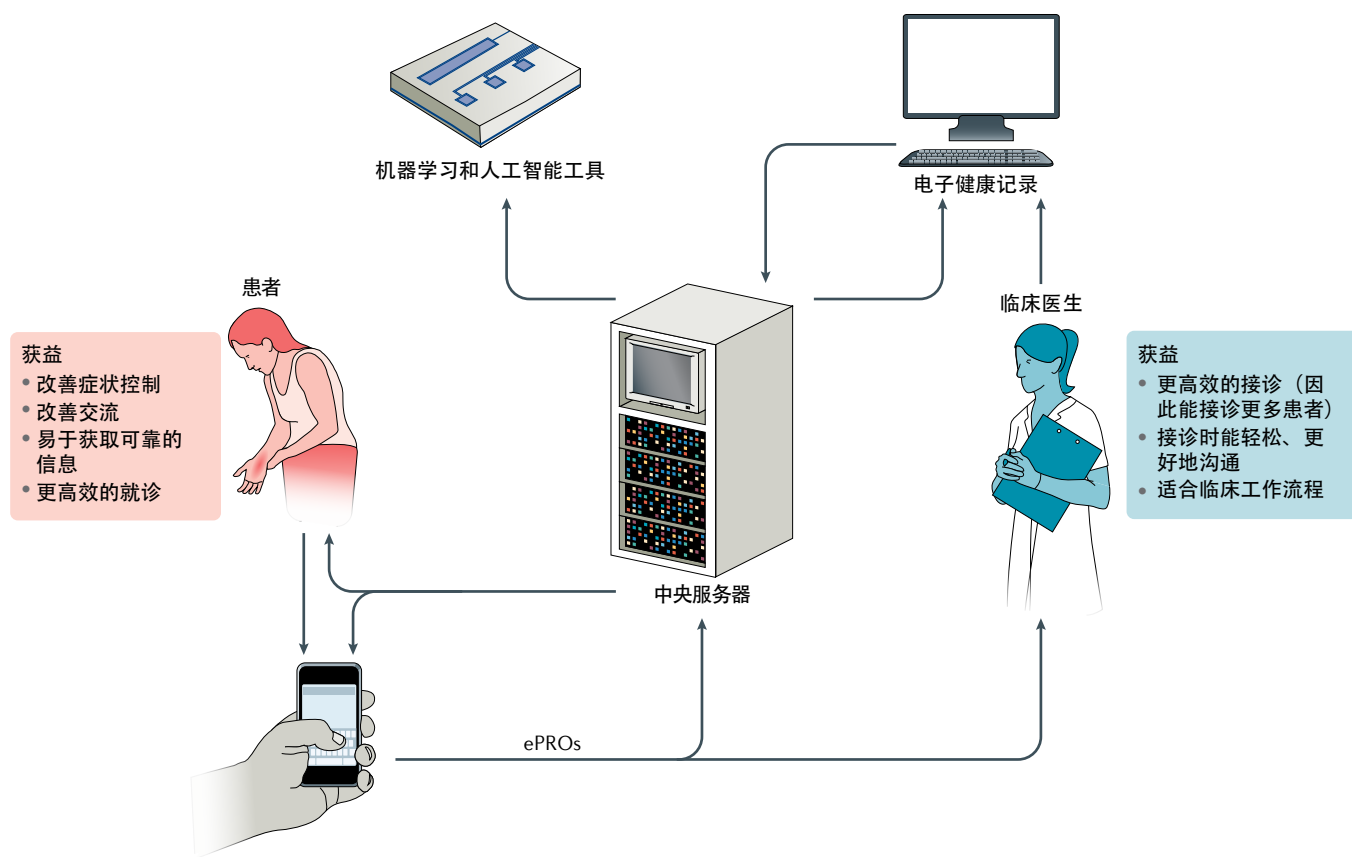 机器学习和人工智能工具
电子健康记录
患者
临床医生
获益
• 改善症状控制
• 改善交流
• 易于获取可靠的
信息
• 更高效的就诊
获益
• 更高效的接诊（因
此能接诊更多患者）
• 接诊时能轻松、更
好地沟通
• 适合临床工作流程
中央服务器
ePROs